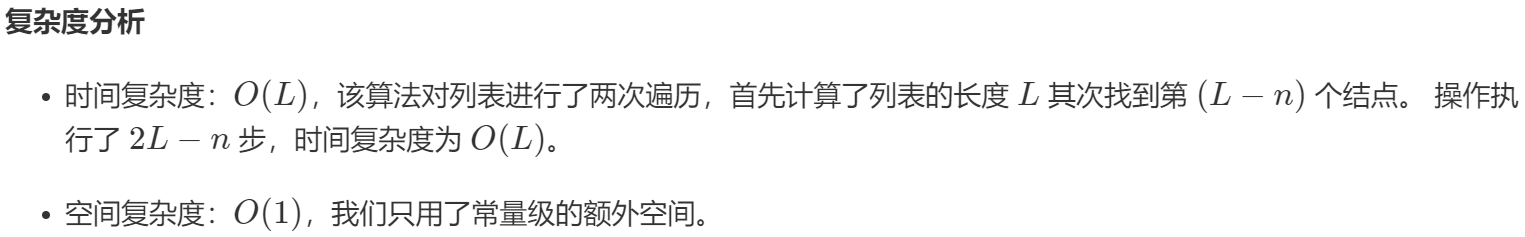 复杂度分析
• 时间复杂度：O(L)，该算法对列表进行了两次遍历，首先计算了列表的长度 L 其次找到第 (L − n) 个结点。 操作执
行了 2L − n 步，时间复杂度为 O(L)。
• 空间复杂度：O(1)，我们只用了常量级的额外空间。